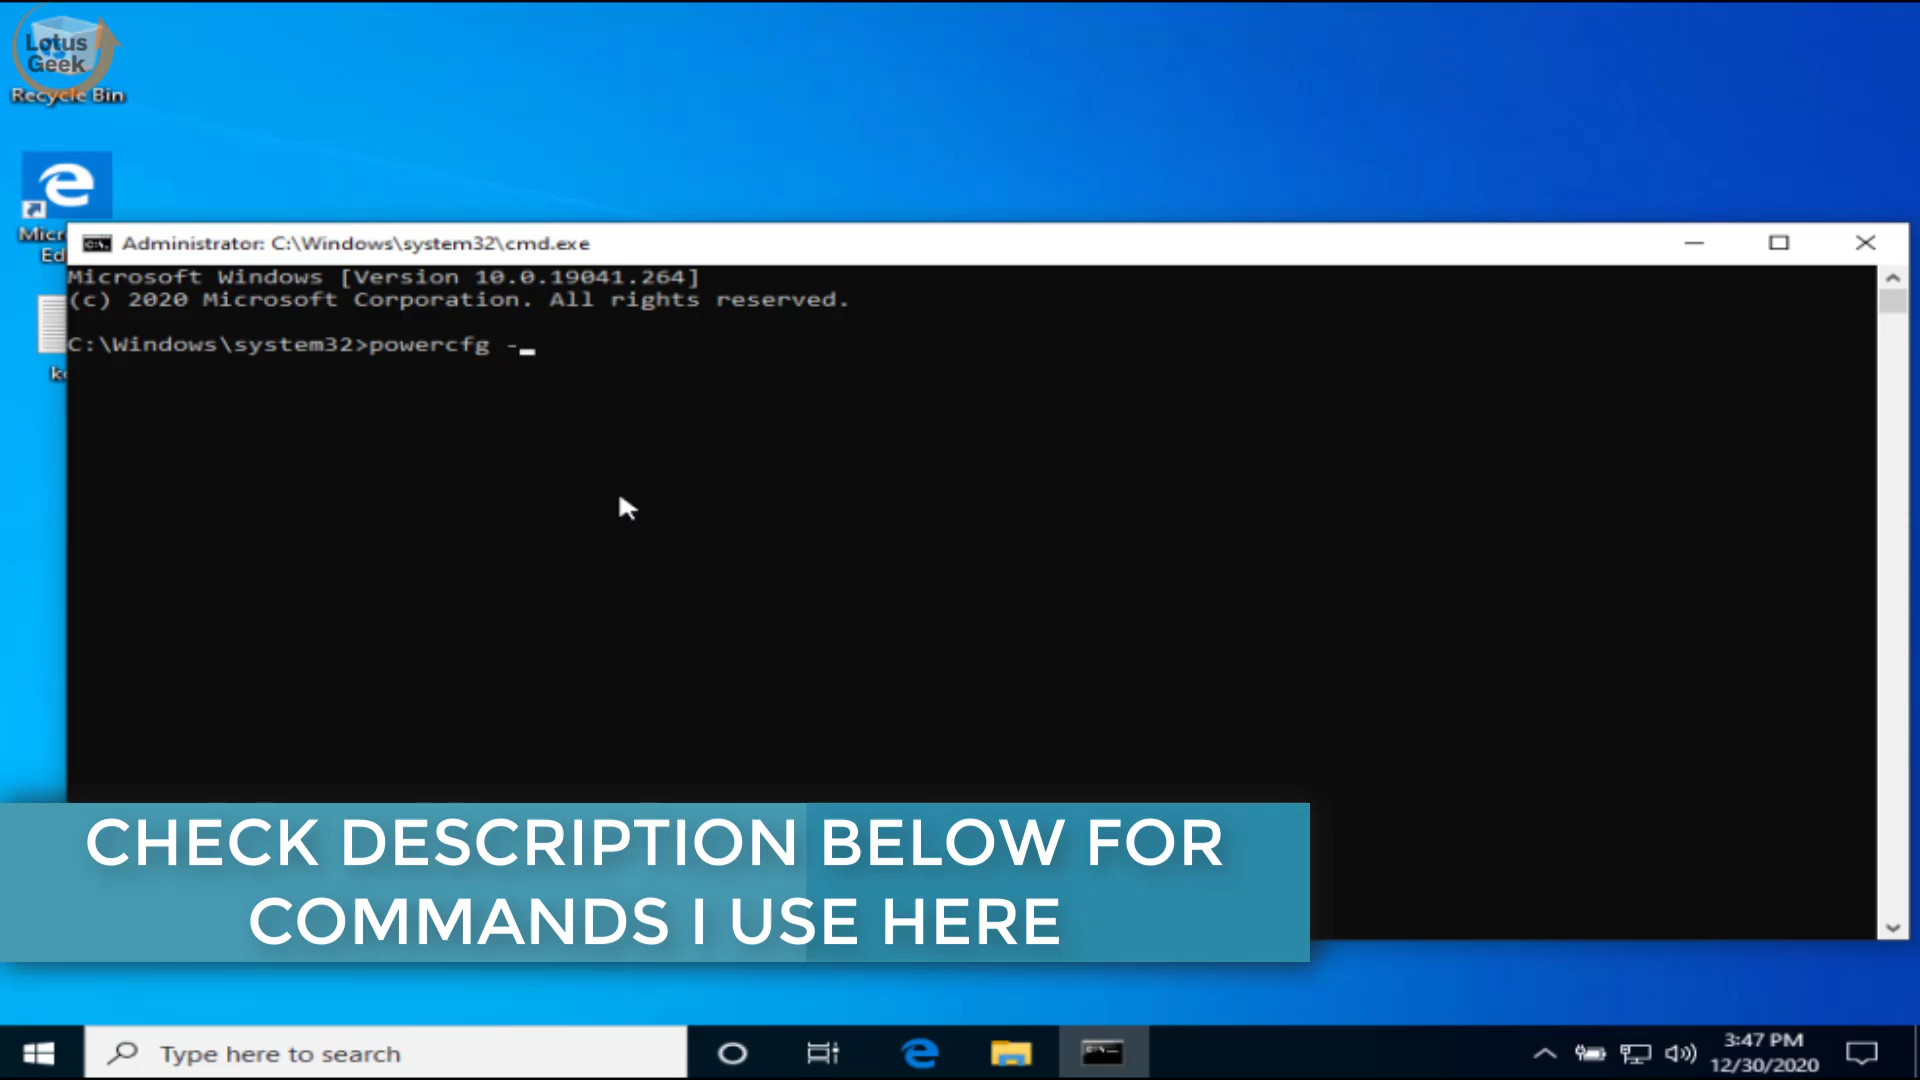 Lotus
Geek
Recycle Bin
Administrator: C:\Windows\system32\cmd.exe
Microsoft Windows [Version 10.0.19041.264]
(c) 2020 Microsoft Corporation. All rights reserved.
C:\Windows\system32>powercfg -_
CHECK DESCRIPTION BELOW FOR
COMMANDS I USE HERE
Type here to search
3:47 PM
12/30/2020